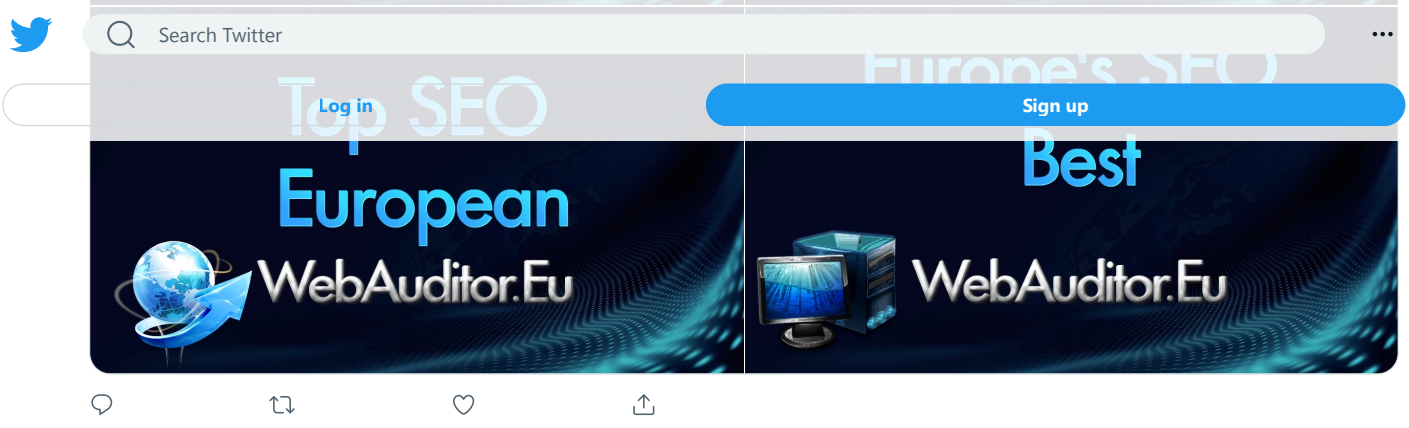 Search Twitter
Log in
Sign up
Top SEO
European
WebAuditor.Eu
Europe's SEO
Best
WebAuditor.Eu